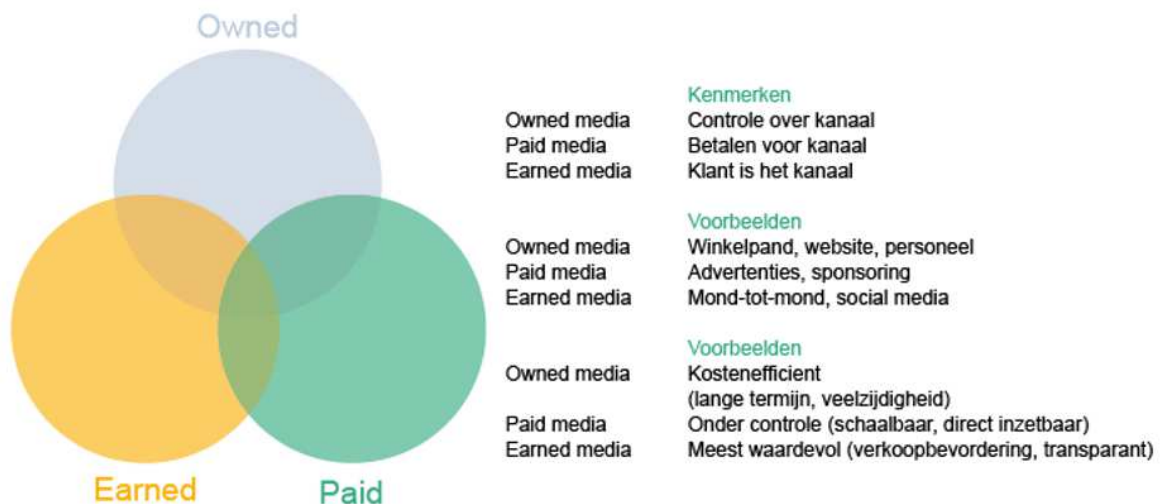 Owned
Kenmerken
Owned media Controle over kanaal
Paid media Betalen voor kanaal
Earned media Klant is het kanaal
Voorbeelden
Owned media Winkelpand, website, personeel
Paid media Advertenties, sponsoring
Earned media Mond-tot-mond, social media
Voorbeelden
Owned media Kostenefficient
(lange termijn, veelzijdigheid)
Paid media Onder controle (schaalbaar, direct inzetbaar)
Earned media Meest waardevol (verkoopbevordering, transparant)
Earned Paid